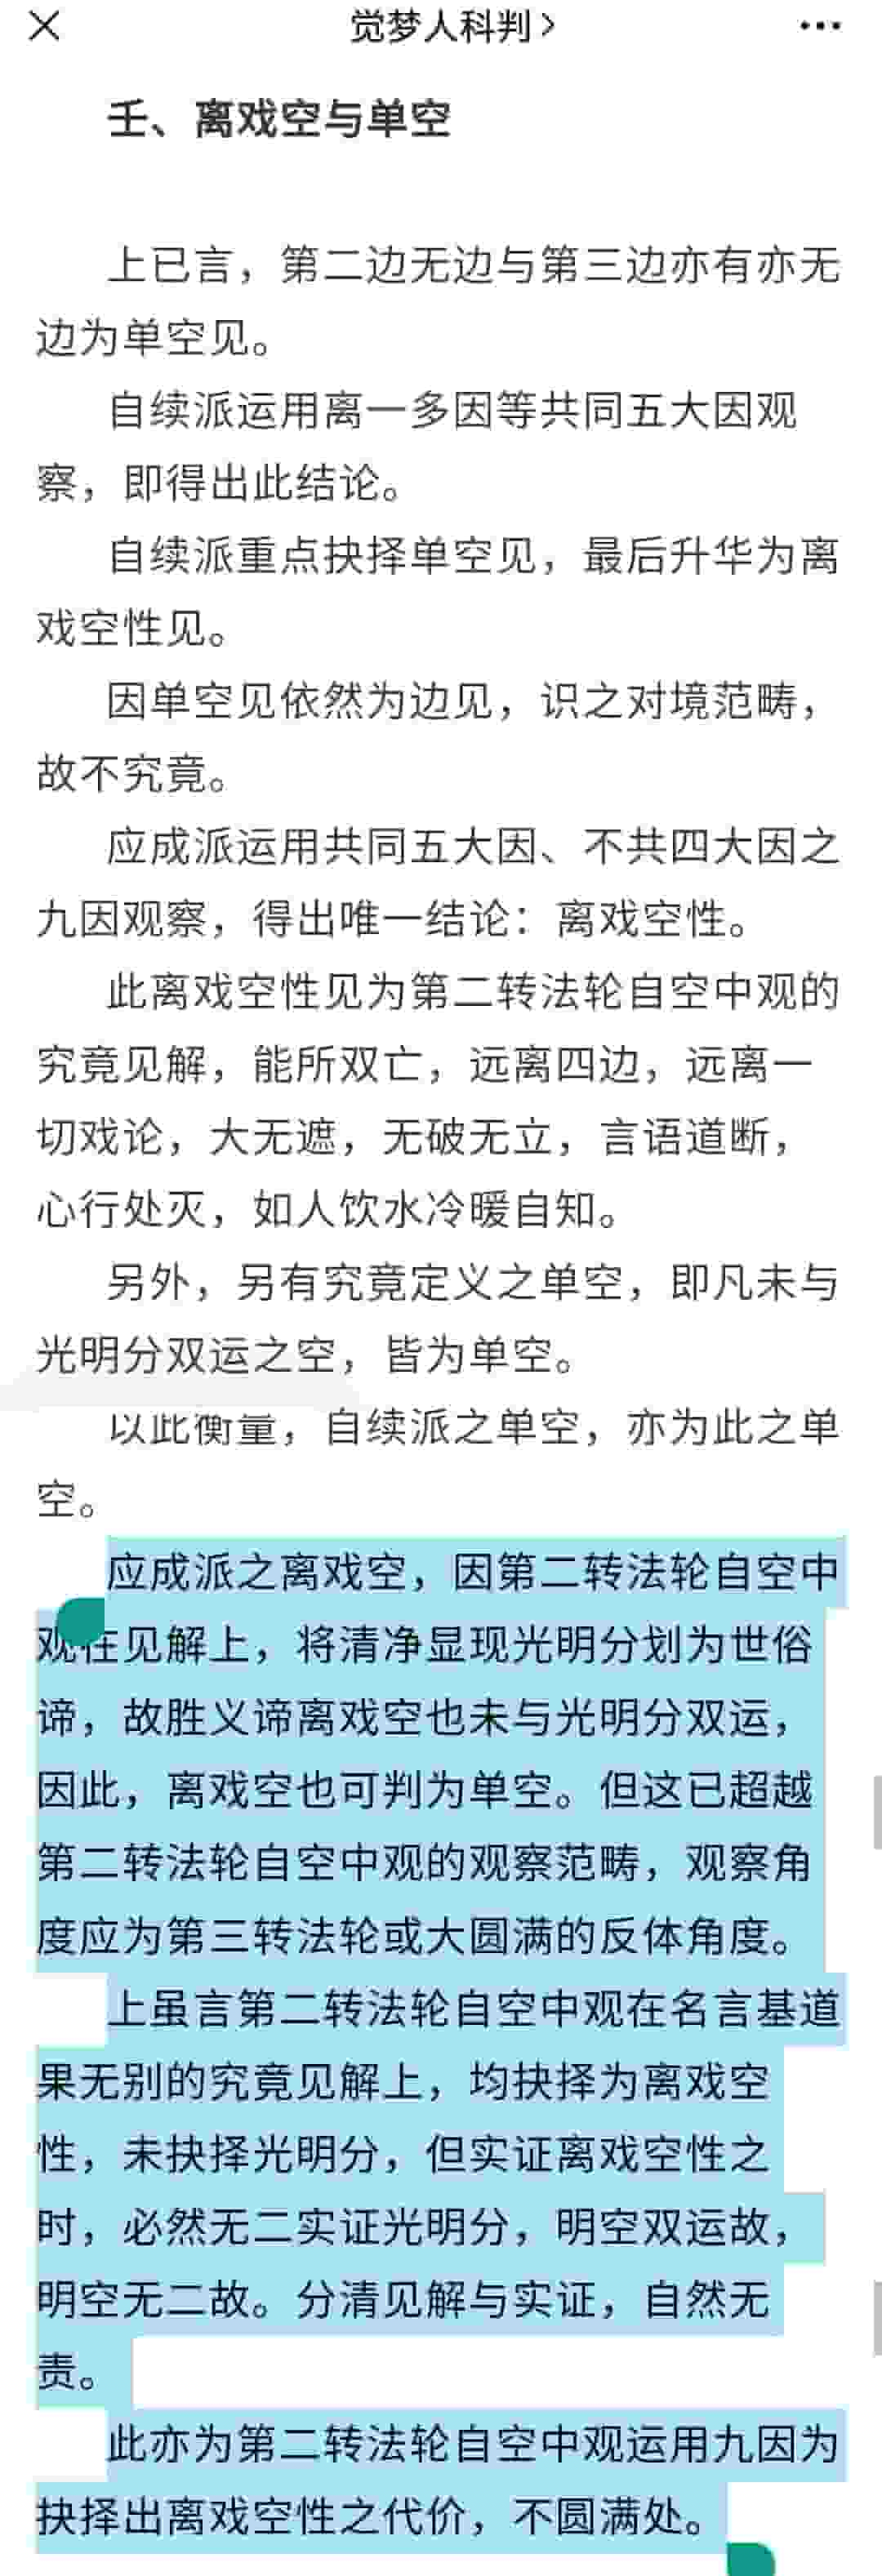 觉梦人科判
壬、离戏空与单空
上已言，第二边无边与第三边亦有亦无
边为单空见。
自续派运用离一多因等共同五大因观
察，即得出此结论。
自续派重点抉择单空见，最后升华为离
戏空性见。
因单空见依然为边见，识之对境范畴，
故不究竟。
应成派运用共同五大因、不共四大因之
九因观察，得出唯一结论：离戏空性。
此离戏空性见为第二转法轮自空中观的
究竟见解，能所双亡，远离四边，远离一
切戏论，大无遮，无破无立，言语道断，
心行处灭，如人饮水冷暖自知。
另外，另有究竟定义之单空，即凡未与
光明分双运之空，皆为单空。
以此衡量，自续派之单空，亦为此之单
空。
应成派之离戏空，因第二转法轮自空中
观在见解上，将清净显现光明分划为世俗
谛，故胜义谛离戏空也未与光明分双运，
因此，离戏空也可判为单空。但这已超越
第二转法轮自空中观的观察范畴，观察角
度应为第三转法轮或大圆满的反体角度。
上虽言第二转法轮自空中观在名言基道
果无别的究竟见解上，均抉择为离戏空
性，未抉择光明分，但实证离戏空性之
时，必然无二实证光明分，明空双运故，
明空无二故。分清见解与实证，自然无
责。
此亦为第二转法轮自空中观运用九因为
抉择出离戏空性之代价，不圆满处。